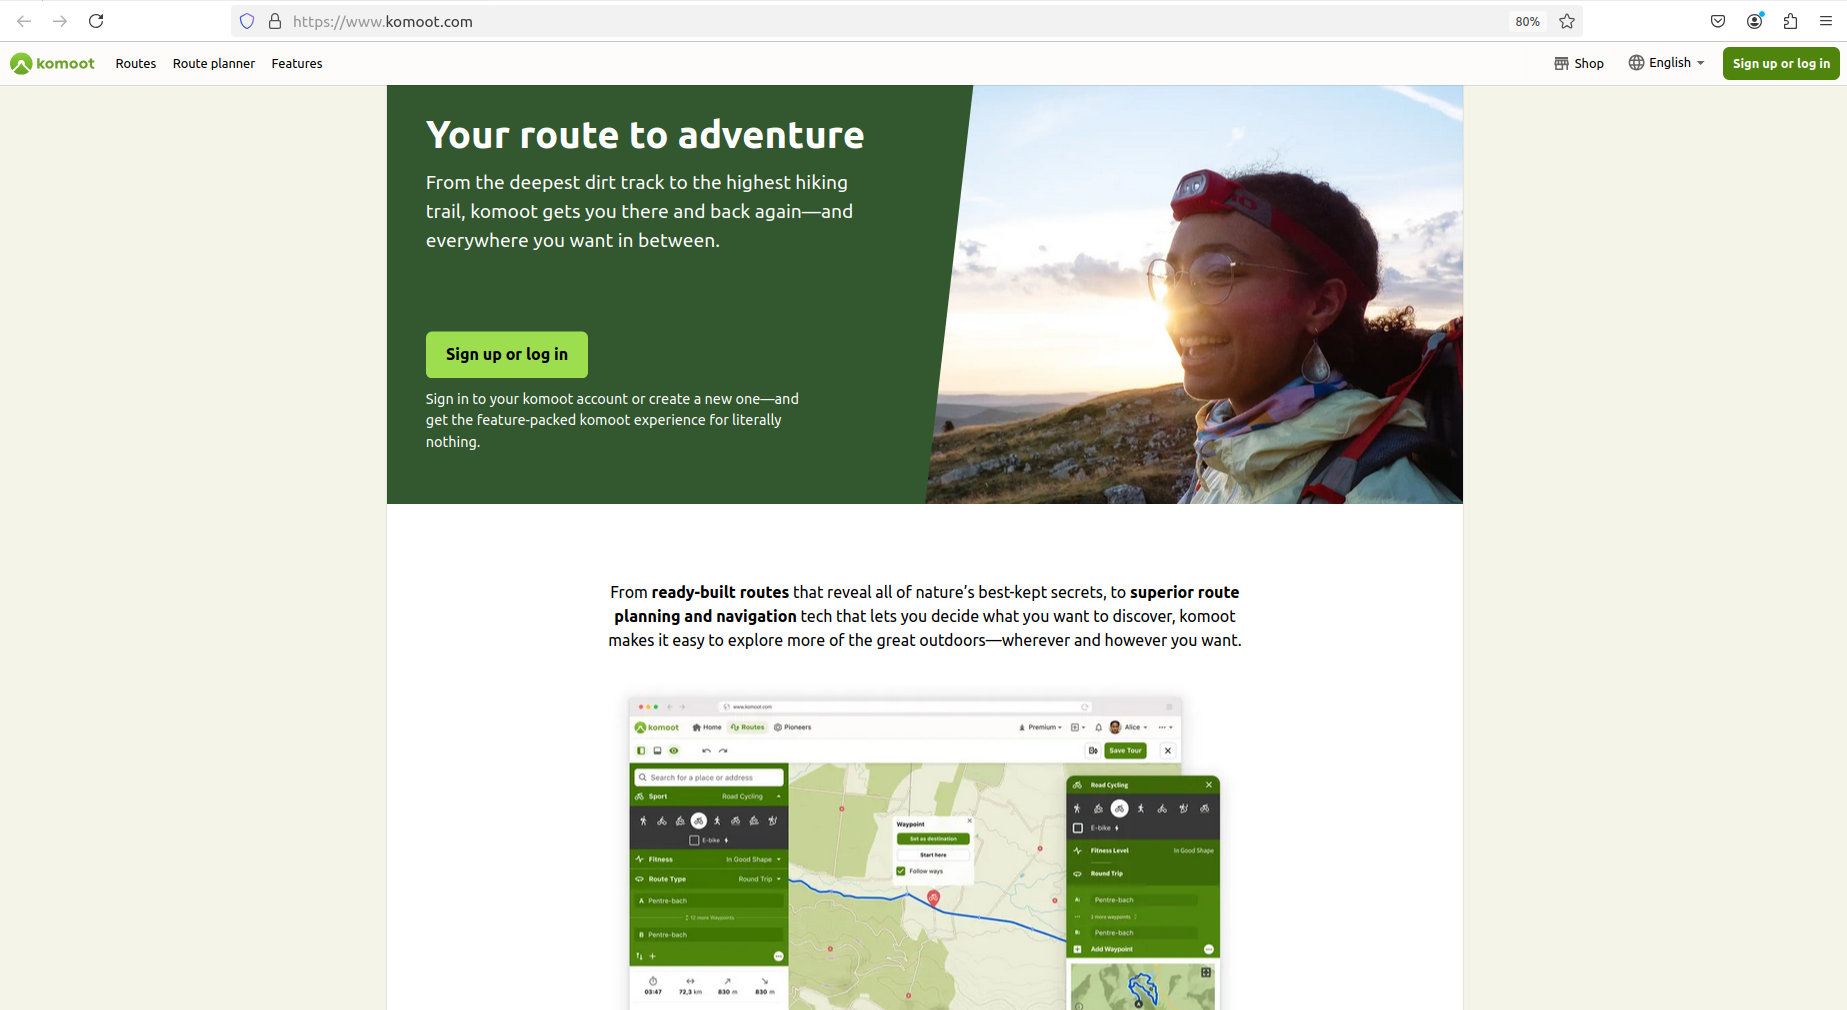 https://www.komoot.com
80%
komoot
Routes
Route planner
Features
Shop
English
Sign up or log in
Your route to adventure
From the deepest dirt track to the highest hiking
trail, komoot gets you there and back again—and
everywhere you want in between.
Sign up or log in
Sign in to your komoot account or create a new one—and
get the feature-packed komoot experience for literally
nothing.
From ready-built routes that reveal all of nature's best-kept secrets, to superior route
planning and navigation tech that lets you decide what you want to discover, komoot
makes it easy to explore more of the great outdoors—wherever and however you want.
www.komoot.com
komoot Home Routes Pioneers Premium Alice
Save Tour
Search for a place or address
Sport Road Cycling
E-bike
Fitness In Good Shape
Route Type Round Trip
A Pentre-bach
12 more Waypoints
B Pentre-bach
03:47 72,3 km 830 m 830 m
Waypoint
Set as destination
Start here
Follow ways
Road Cycling
E-bike
Fitness Level In Good Shape
Round Trip
A: Pentre-bach
2 more waypoints
B: Pentre-bach
Add Waypoint
A